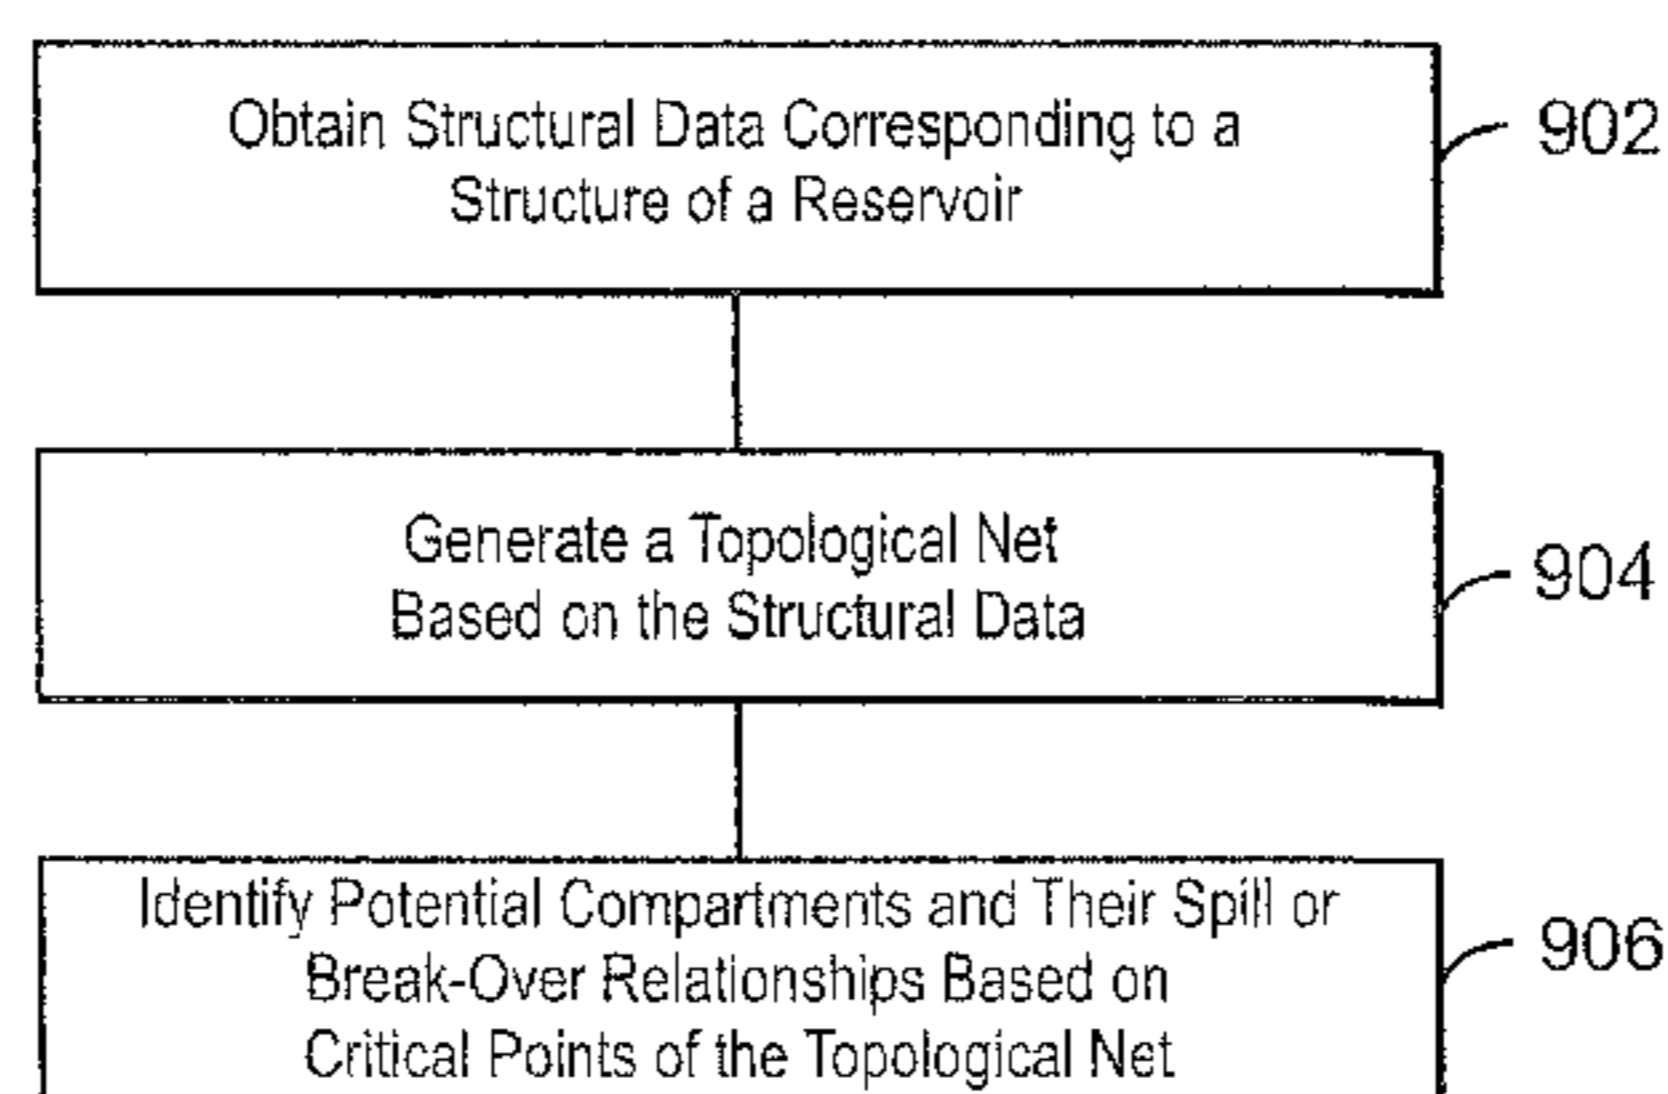 Obtain Structural Data Corresponding to a
Structure of a Reservoir
902
Generate a Topological Net
Based on the Structural Data
904
Identify Potential Compartments and Their Spill or
Break-Over Relationships Based on
Critical Points of the Topological Net
906